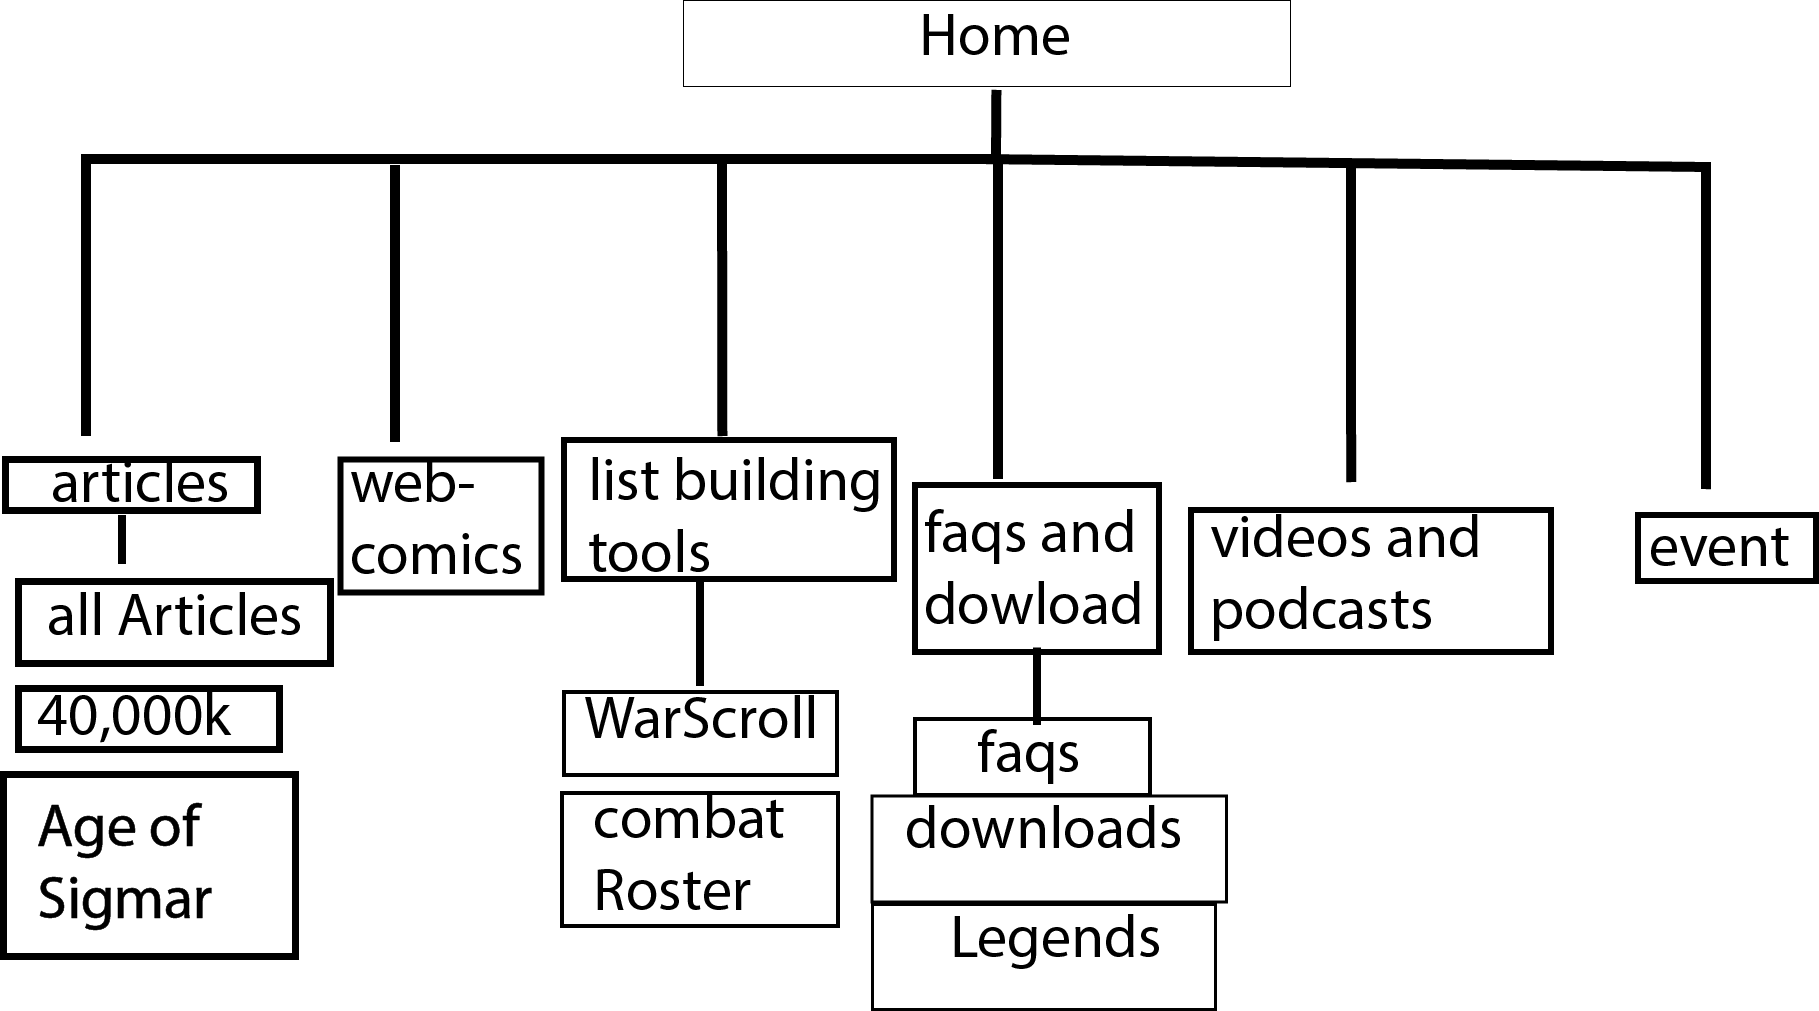 Home
articles
all Articles
40,000k
Age of
Sigmar
web-
comics
list building
tools
WarScroll
combat
Roster
faqs and
dowload
faqs
downloads
Legends
videos and
podcasts
event